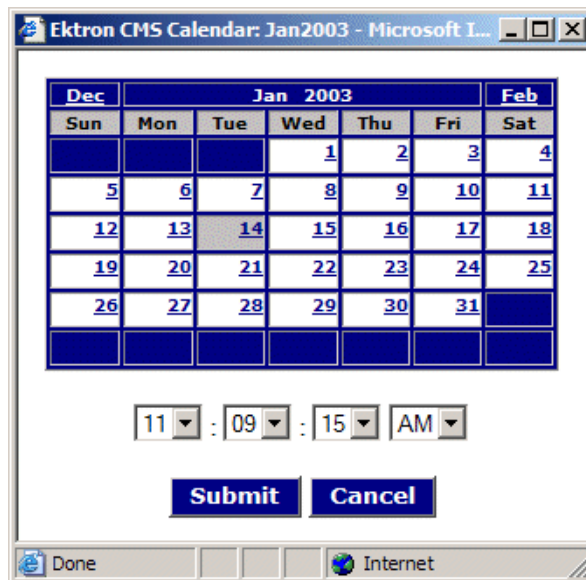 Ektron CMS Calendar: Jan2003 - Microsoft I...
Dec Jan 2003 Feb
Sun Mon Tue Wed Thu Fri Sat
1 2 3 4
5 6 7 8 9 10 11
12 13 14 15 16 17 18
19 20 21 22 23 24 25
26 27 28 29 30 31
11 : 09 : 15 AM
Submit Cancel
Done Internet